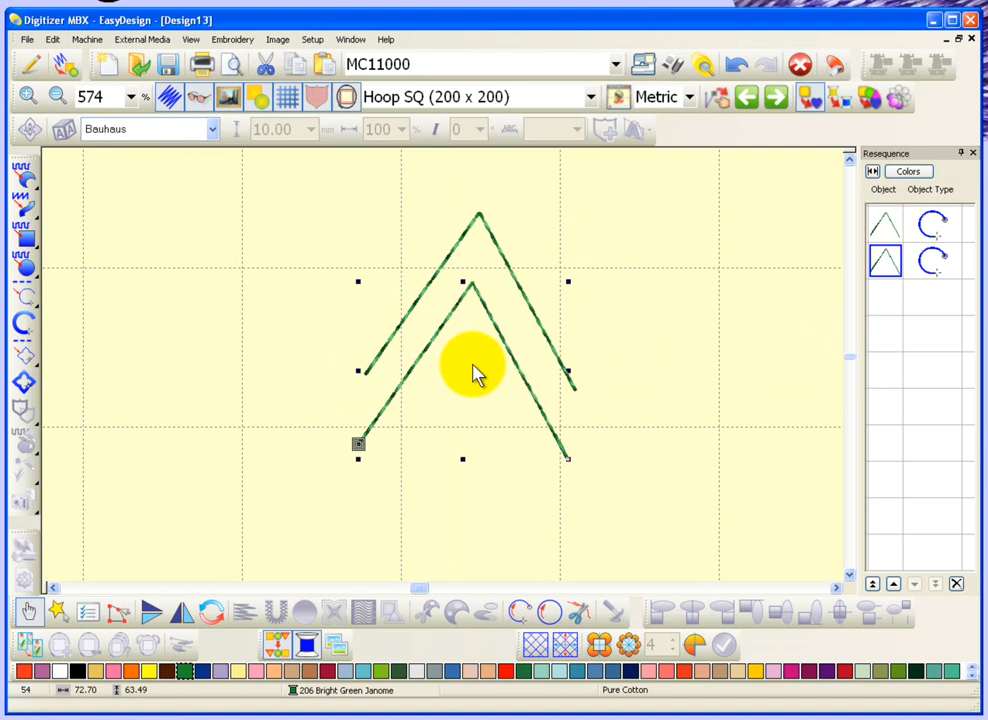 Digitizer MBX - EasyDesign - [Design13]
File Edit Machine External Media View Embroidery Image Setup Window Help
MC11000
574 % Hoop SQ (200 x 200) Metric
Bauhaus 10.00 mm 100 % I 0 ABC
Resequence
Colors
Object Object Type
4
54 72.70 63.49 206 Bright Green Janome Pure Cotton